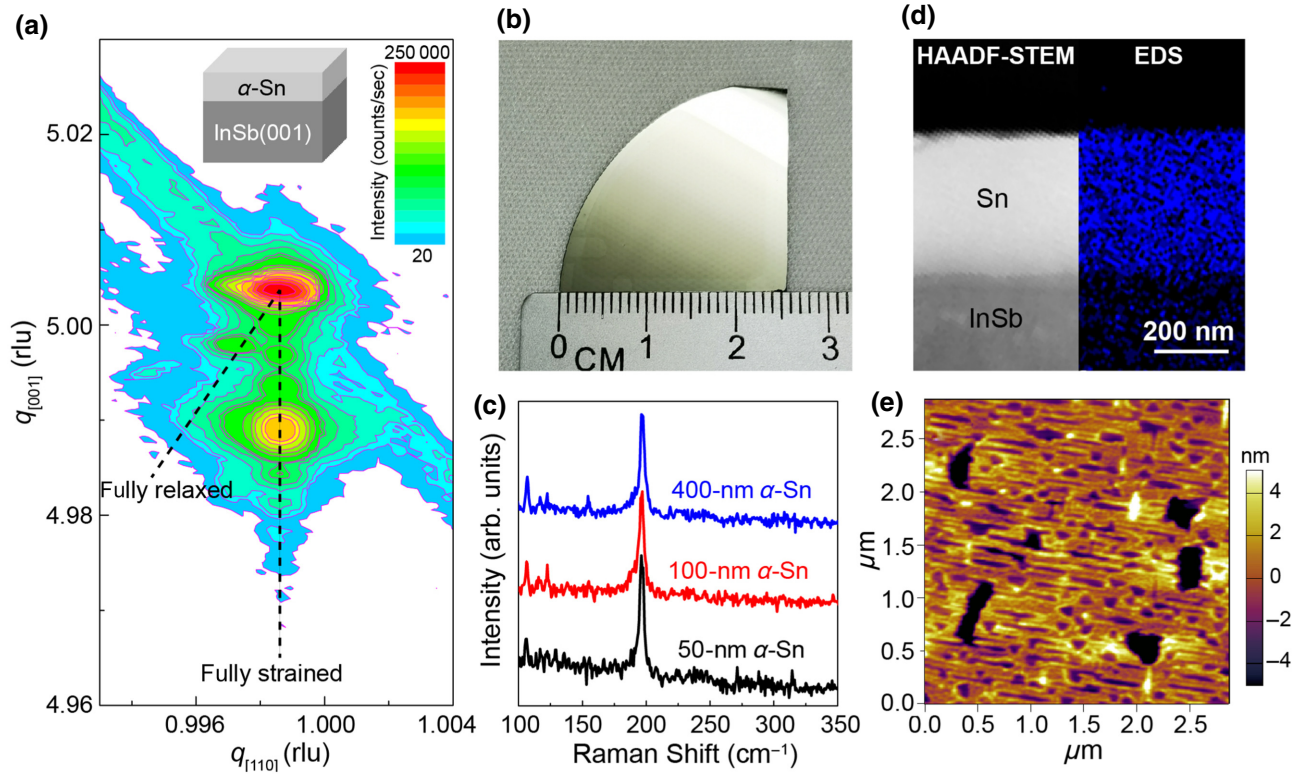 (a)
α-Sn
InSb(001)
250 000
Intensity (counts/sec)
20
5.02
5.00
4.98
4.96
q[001] (rlu)
Fully relaxed
Fully strained
0.996
1.000
1.004
q[110] (rlu)
(b)
0 1 2 3
CM
(c)
Intensity (arb. units)
400-nm α-Sn
100-nm α-Sn
50-nm α-Sn
100 150 200 250 300 350
Raman Shift (cm⁻¹)
(d)
HAADF-STEM EDS
Sn
InSb
200 nm
(e)
μm
2.5
2.0
1.5
1.0
0.5
0.0
0.0 0.5 1.0 1.5 2.0 2.5
μm
nm
4
2
0
−2
−4